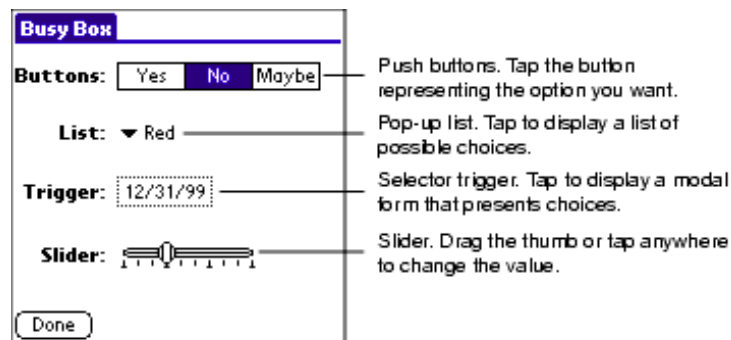 Busy Box
Buttons: Yes No Maybe
Push buttons. Tap the button
representing the option you want.
List: Red
Pop-up list. Tap to display a list of
possible choices.
Trigger: 12/31/99
Selector trigger. Tap to display a modal
form that presents choices.
Slider:
Slider. Drag the thumb or tap anywhere
to change the value.
Done